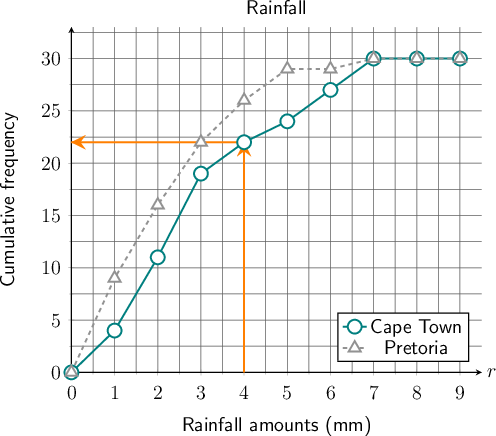 Rainfall
Cumulative frequency
30
25
20
15
10
5
0
0 1 2 3 4 5 6 7 8 9 r
Rainfall amounts (mm)
Cape Town
Pretoria